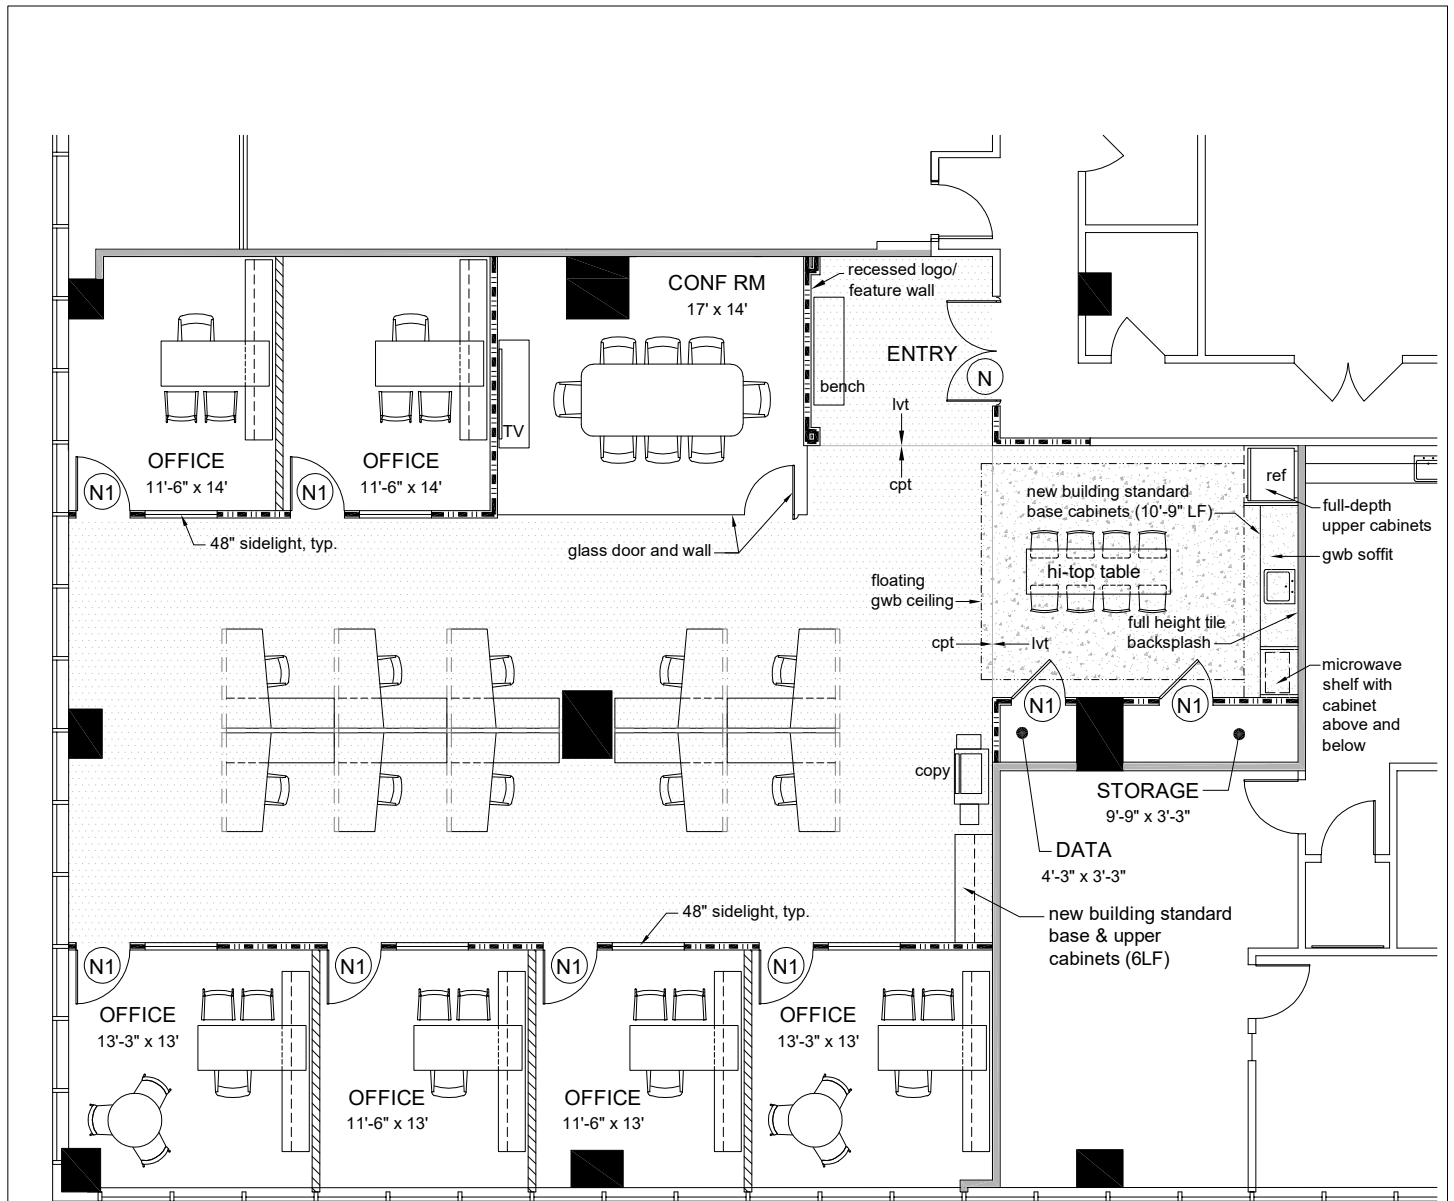 recessed logo/
feature wall
CONF RM
17' x 14'
ENTRY
N
bench
lvt
cpt
TV
OFFICE
11'-6" x 14'
N1
OFFICE
11'-6" x 14'
N1
48" sidelight, typ.
glass door and wall
ref
new building standard
base cabinets (10'-9" LF)
full-depth
upper cabinets
gwb soffit
hi-top table
floating
gwb ceiling
full height tile
backsplash
cpt
lvt
microwave
shelf with
cabinet
above and
below
N1
N1
copy
STORAGE
9'-9" x 3'-3"
DATA
4'-3" x 3'-3"
new building standard
base & upper
cabinets (6LF)
48" sidelight, typ.
N1
N1
N1
N1
OFFICE
13'-3" x 13'
OFFICE
11'-6" x 13'
OFFICE
11'-6" x 13'
OFFICE
13'-3" x 13'